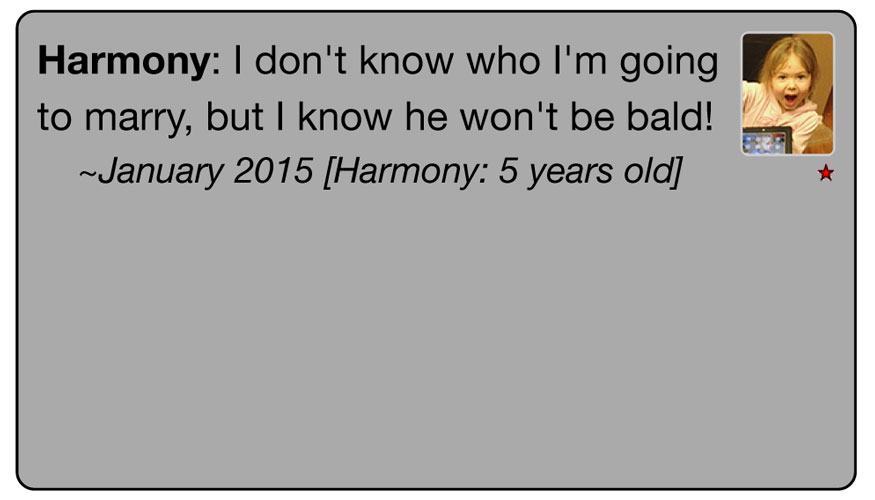 Harmony: I don't know who I'm going
to marry, but I know he won't be bald!
~January 2015 [Harmony: 5 years old]